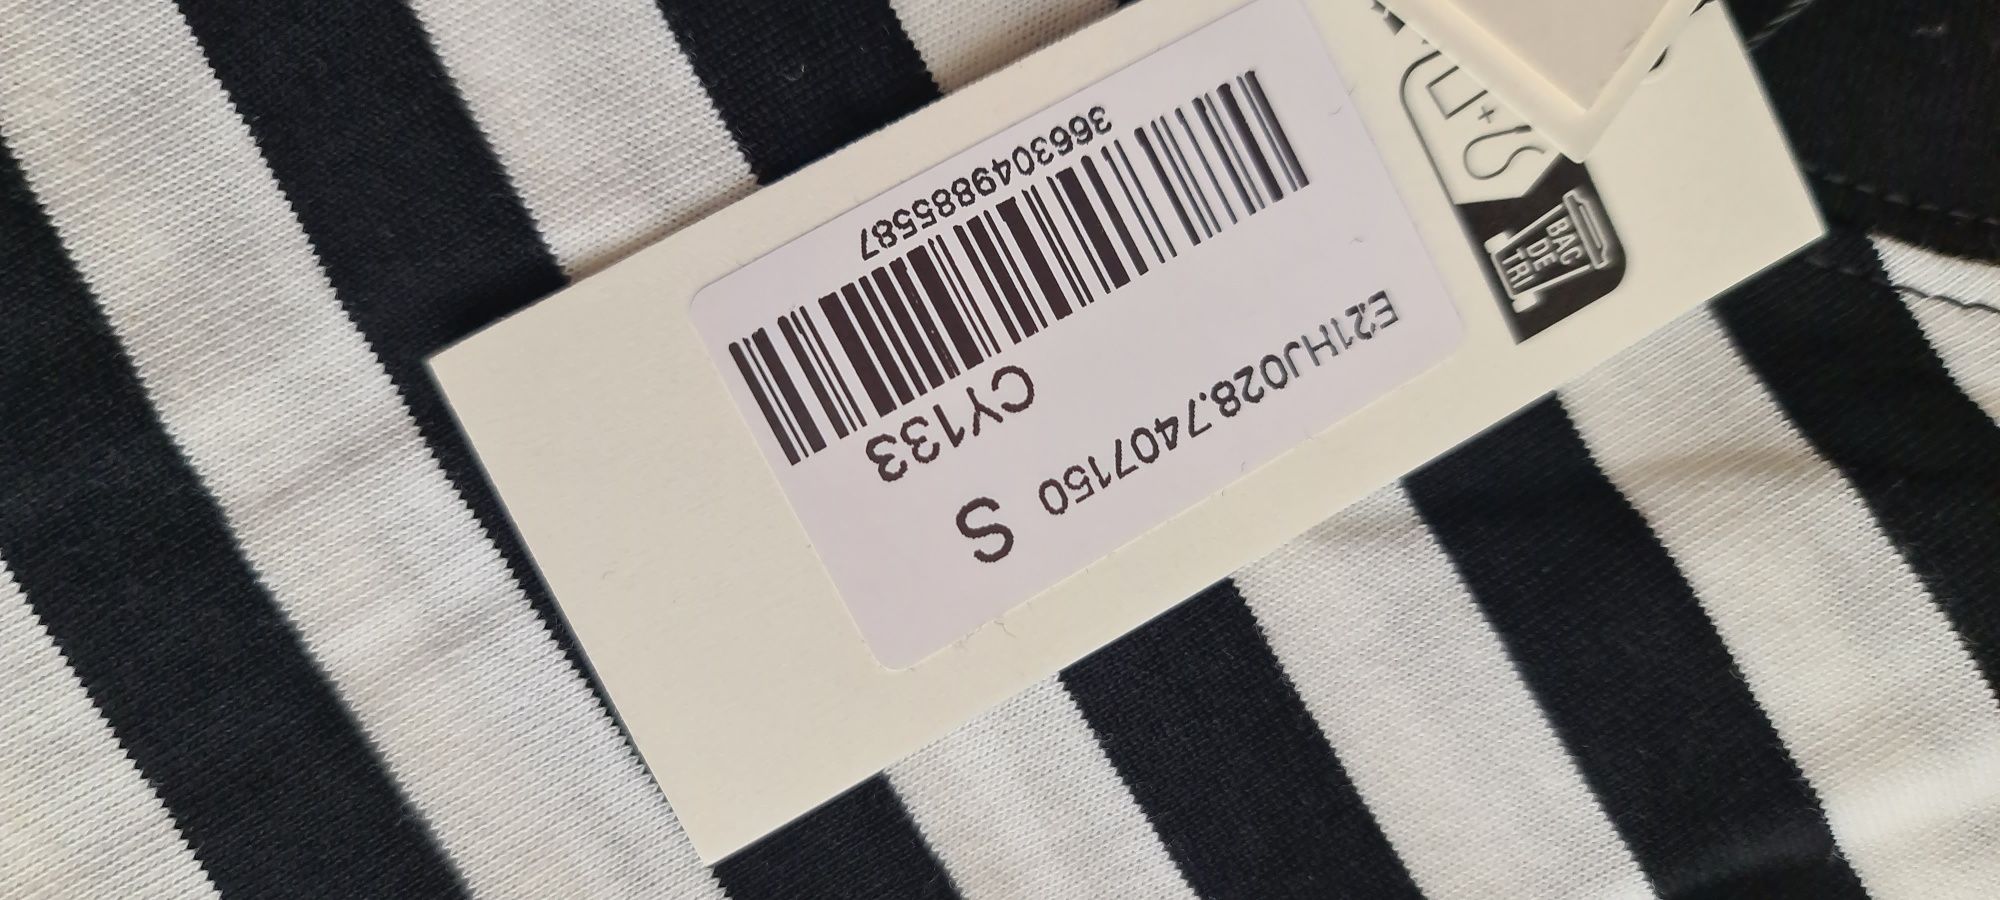 E21HJ028.7407150 S
CY133
3663049885587
BAC
DE
TRI